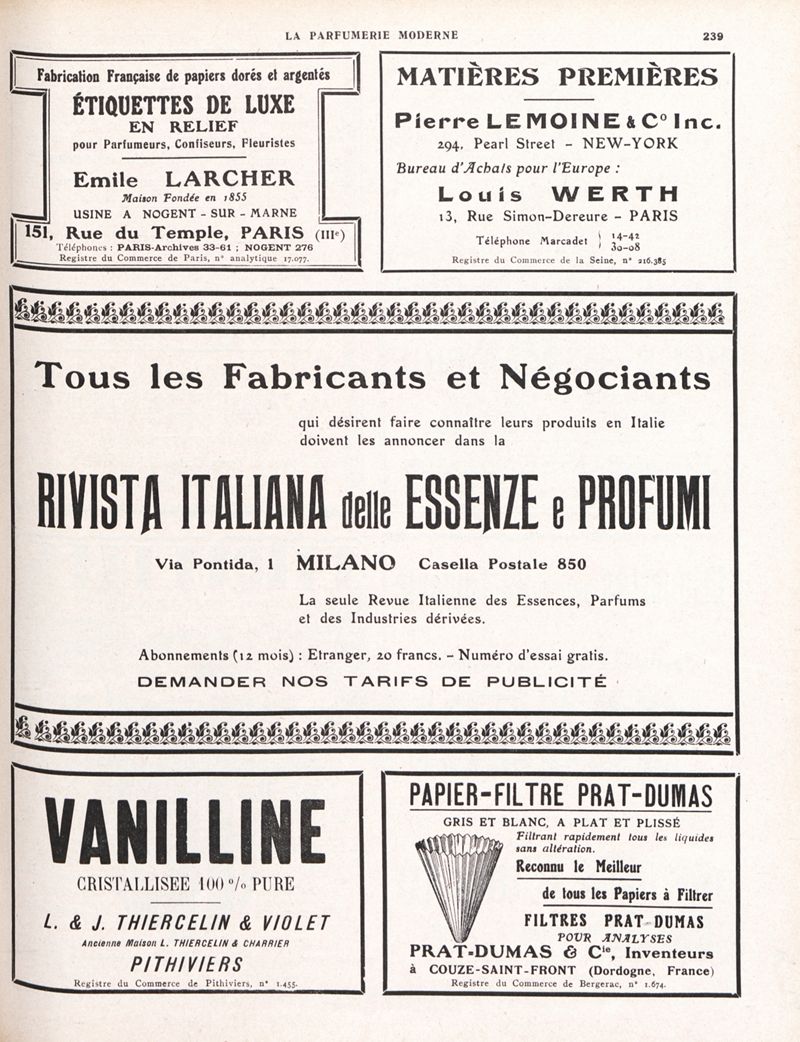 LA PARFUMERIE MODERNE
239
Fabrication Française de papiers dorés et argentés
ÉTIQUETTES DE LUXE
EN RELIEF
pour Parfumeurs, Confiseurs, Fleuristes
Emile LARCHER
Maison Fondée en 1855
USINE A NOGENT-SUR-MARNE
151, Rue du Temple, PARIS (IIIe)
Téléphones : PARIS-Archives 33-61 ; NOGENT 276
Registre du Commerce de Paris, n° analytique 17.077.
MATIÈRES PREMIÈRES
Pierre LEMOINE & Co Inc.
294, Pearl Street - NEW-YORK
Bureau d'Achats pour l'Europe :
Louis WERTH
13, Rue Simon-Dereure - PARIS
Téléphone Marcadet
14-42
30-08
Registre du Commerce de la Seine, n° 216.385
Tous les Fabricants et Négociants
qui désirent faire connaître leurs produits en Italie
doivent les annoncer dans la
RIVISTA ITALIANA delle ESSENZE e PROFUMI
Via Pontida, 1 MILANO Casella Postale 850
La seule Revue Italienne des Essences, Parfums
et des Industries dérivées.
Abonnements (12 mois) : Etranger, 20 francs. - Numéro d'essai gratis.
DEMANDER NOS TARIFS DE PUBLICITÉ
VANILLINE
CRISTALLISEE 100 % PURE
L. & J. THIERCELIN & VIOLET
Ancienne Maison L. THIERCELIN & CHARRIER
PITHIVIERS
Registre du Commerce de Pithiviers, n° 1.455.
PAPIER-FILTRE PRAT-DUMAS
GRIS ET BLANC, A PLAT ET PLISSÉ
Filtrant rapidement tous les liquides
sans altération.
Reconnu le Meilleur
de tous les Papiers à Filtrer
FILTRES PRAT-DUMAS
POUR ANALYSES
PRAT-DUMAS & Cie, Inventeurs
à COUZE-SAINT-FRONT (Dordogne, France)
Registre du Commerce de Bergerac, n° 1.674.